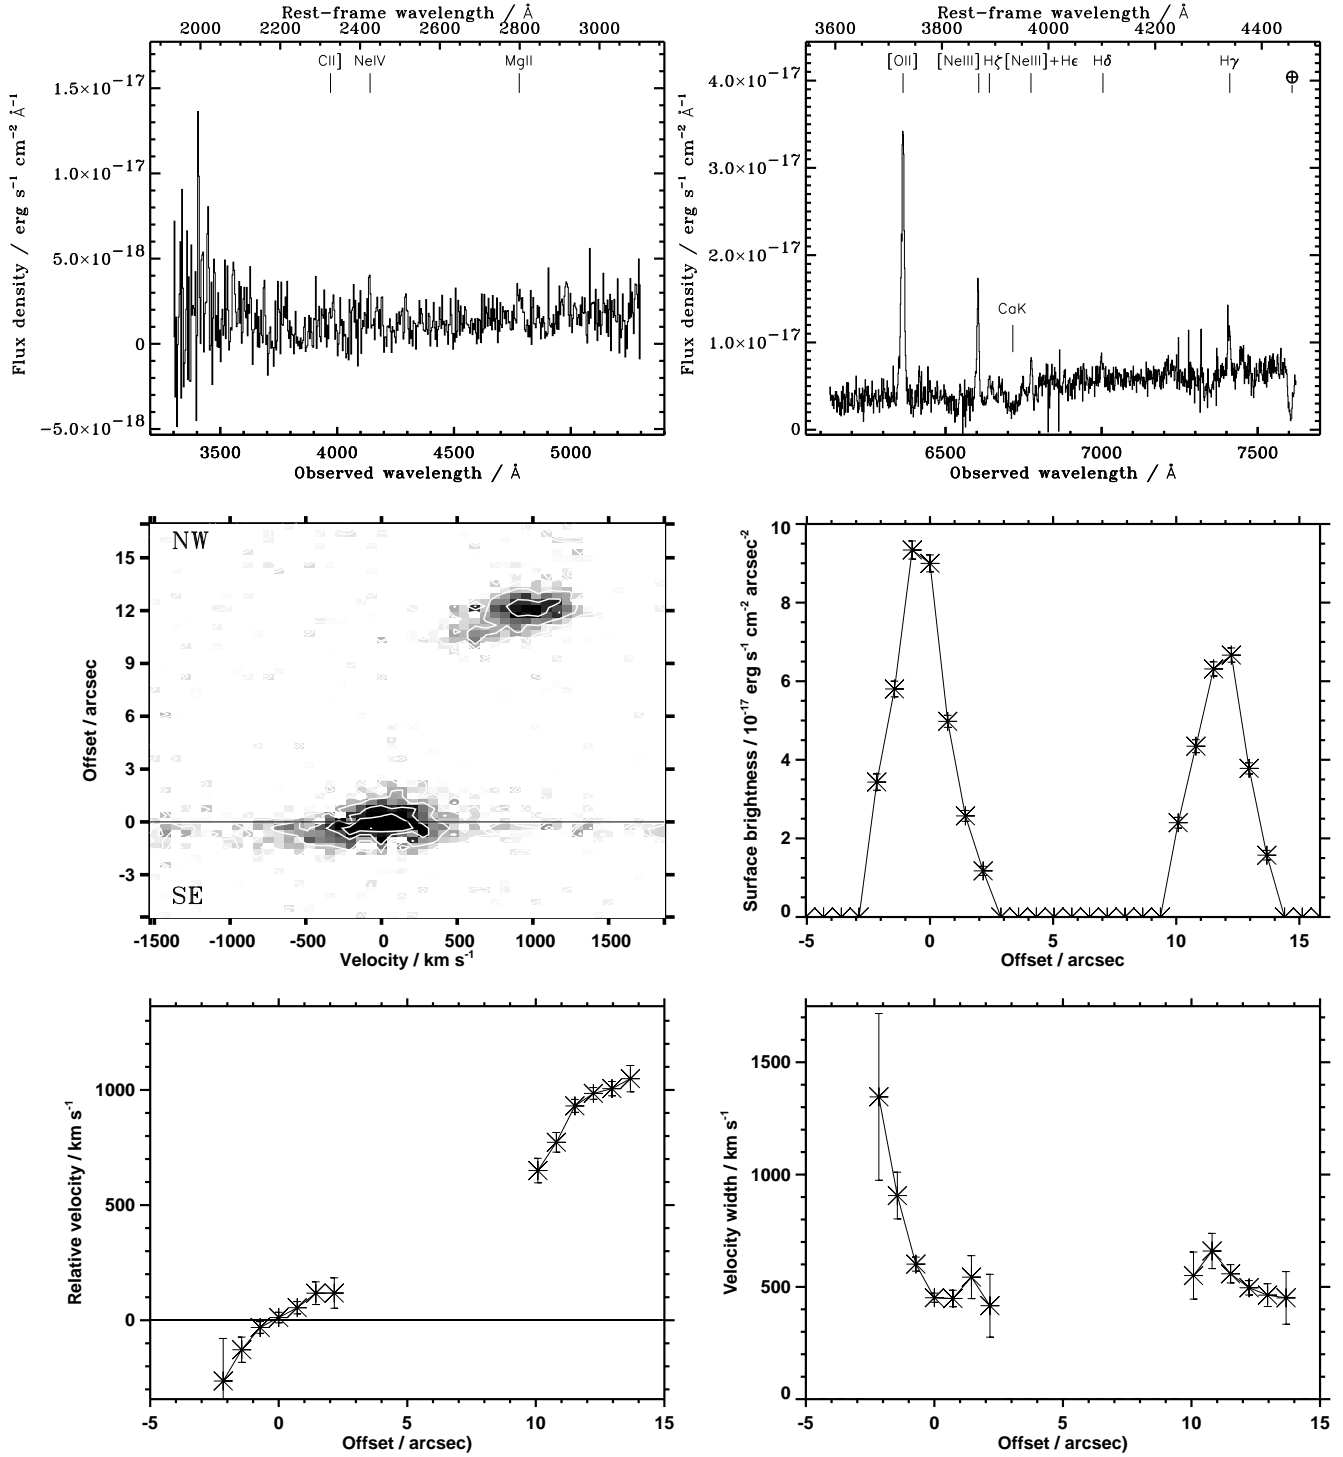 Rest-frame wavelength / Å
2000 2200 2400 2600 2800 3000
CII] NeIV MgII
1.5×10−17
1.0×10−17
5.0×10−18
0
−5.0×10−18
Flux density / erg s−1 cm−2 Å−1
3500 4000 4500 5000
Observed wavelength / Å
Rest-frame wavelength / Å
3600 3800 4000 4200 4400
[OII] [NeIII] Hζ [NeIII]+Hε Hδ Hγ ⊕
CaK
4.0×10−17
3.0×10−17
2.0×10−17
1.0×10−17
0
Flux density / erg s−1 cm−2 Å−1
6500 7000 7500
Observed wavelength / Å
NW
SE
15
12
9
6
3
0
-3
Offset / arcsec
-1500 -1000 -500 0 500 1000 1500
Velocity / km s-1
10
8
6
4
2
0
Surface brightness / 10-17 erg s-1 cm-2 arcsec-2
-5 0 5 10 15
Offset / arcsec
1000
500
0
Relative velocity / km s-1
-5 0 5 10 15
Offset / arcsec)
1500
1000
500
0
Velocity width / km s-1
-5 0 5 10 15
Offset / arcsec)